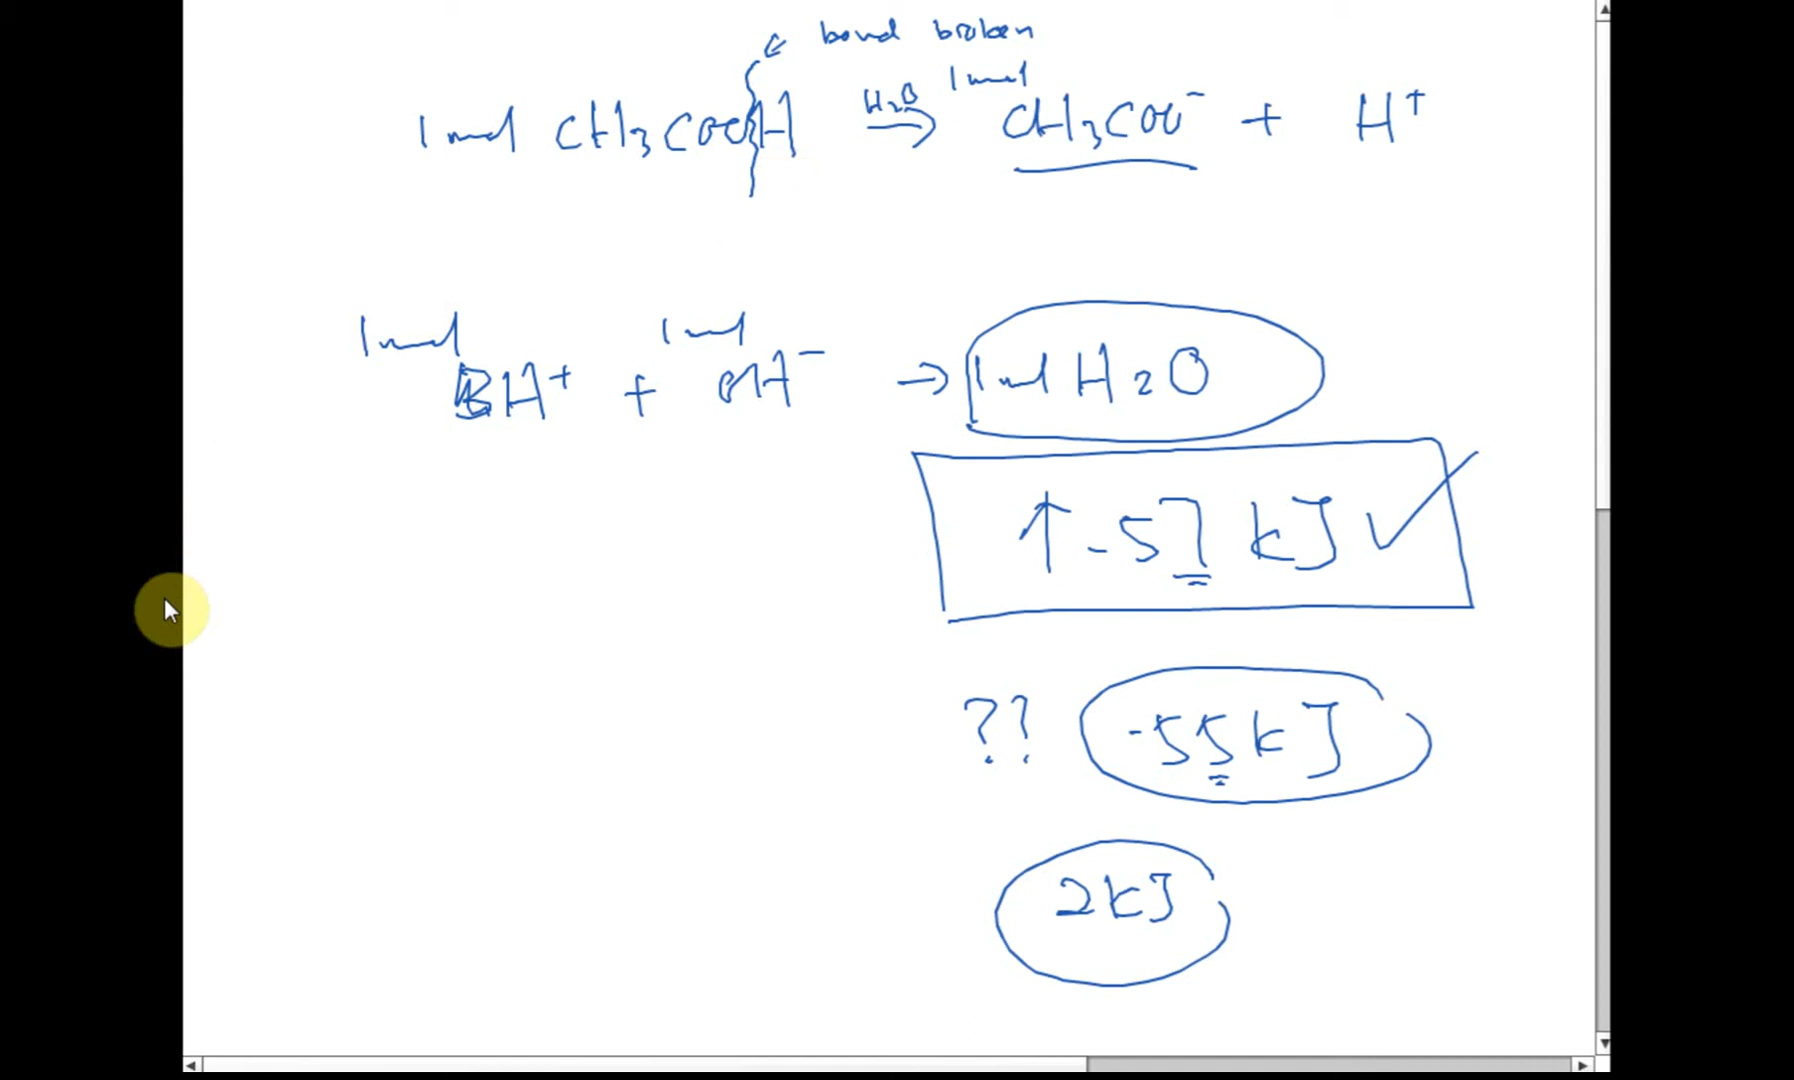 bond broken
1 mol
1 mol CH3COOH H2O → CH3COO⁻ + H⁺
1 mol 1 mol
H⁺ + OH⁻ → 1 mol H2O
↑ -57 kJ ✓
?? -55 kJ
2 kJ